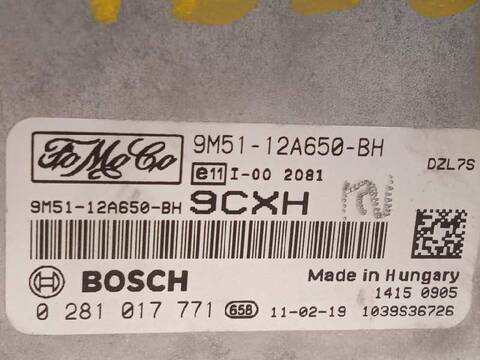 FoMoCo
9M51-12A650-BH
DZL7S
e11 I-00 2081
9M51-12A650-BH 9CXH
BOSCH
Made in Hungary
1415 0905
0 281 017 771 658 11-02-19 1039S36726